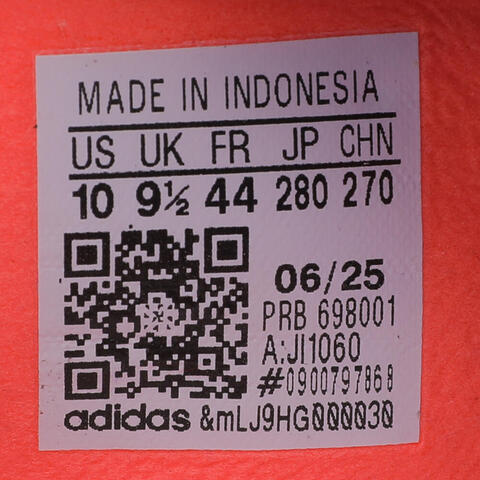 MADE IN INDONESIA
US UK FR JP CHN
10 9½ 44 280 270
06/25
PRB 698001
A:JI1060
#0900797868
adidas &mLJ9HG000030